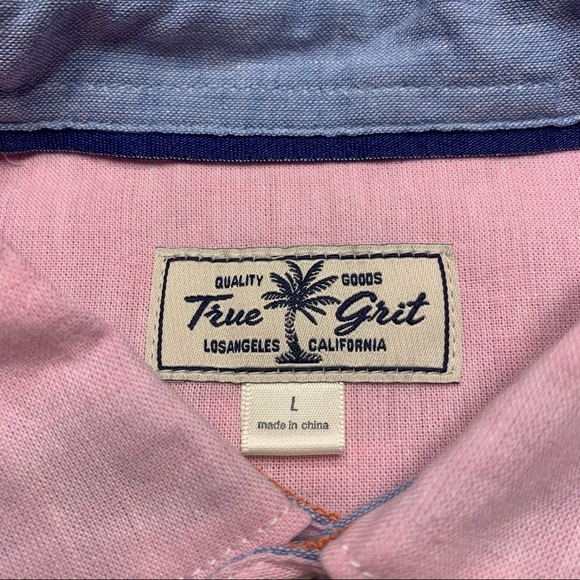 QUALITY GOODS
True Grit
LOSANGELES CALIFORNIA
L
made in china